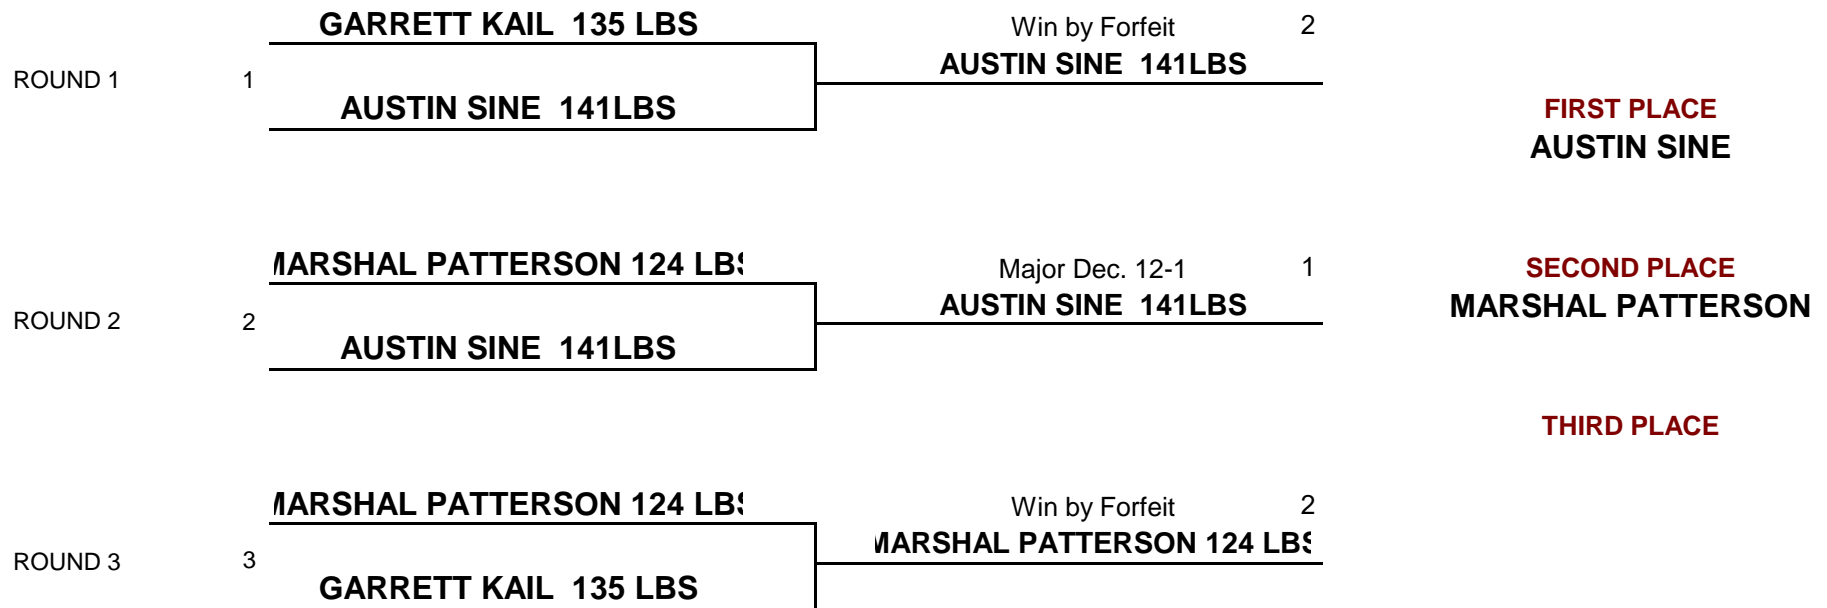 GARRETT KAIL 135 LBS
Win by Forfeit 2
AUSTIN SINE 141LBS
ROUND 1 1
AUSTIN SINE 141LBS
FIRST PLACE
AUSTIN SINE
MARSHAL PATTERSON 124 LBS
Major Dec. 12-1 1
SECOND PLACE
AUSTIN SINE 141LBS
MARSHAL PATTERSON
ROUND 2 2
AUSTIN SINE 141LBS
THIRD PLACE
MARSHAL PATTERSON 124 LBS
Win by Forfeit 2
MARSHAL PATTERSON 124 LBS
ROUND 3 3
GARRETT KAIL 135 LBS